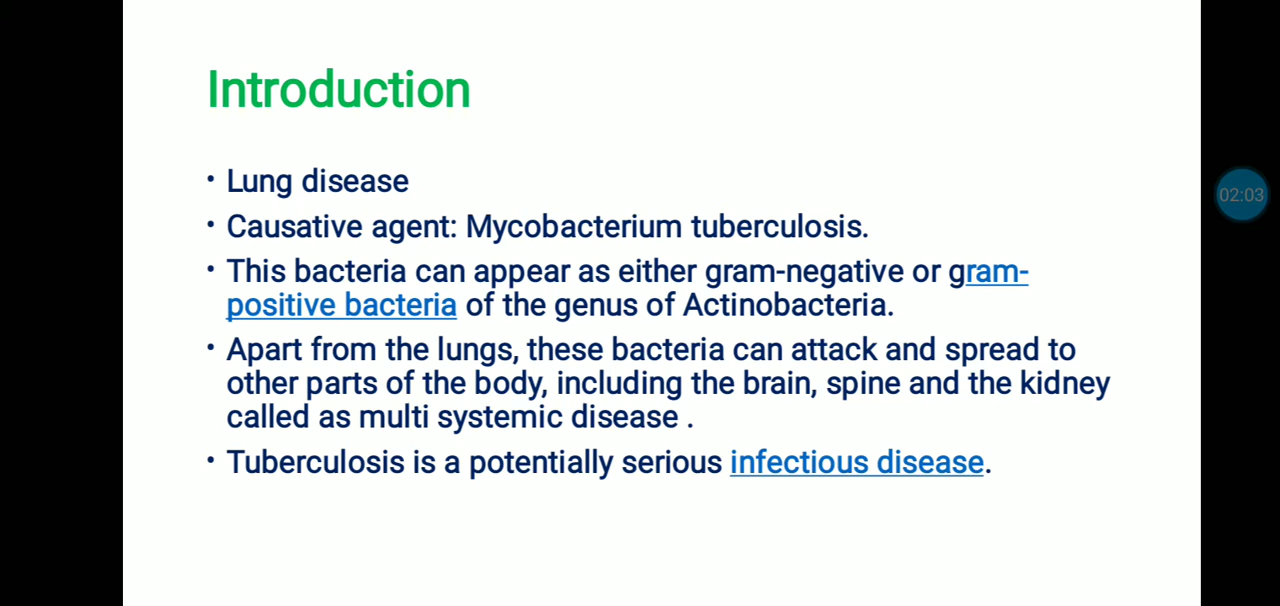 Introduction
• Lung disease
• Causative agent: Mycobacterium tuberculosis.
• This bacteria can appear as either gram-negative or gram-
positive bacteria of the genus of Actinobacteria.
• Apart from the lungs, these bacteria can attack and spread to
other parts of the body, including the brain, spine and the kidney
called as multi systemic disease .
• Tuberculosis is a potentially serious infectious disease.
02:03